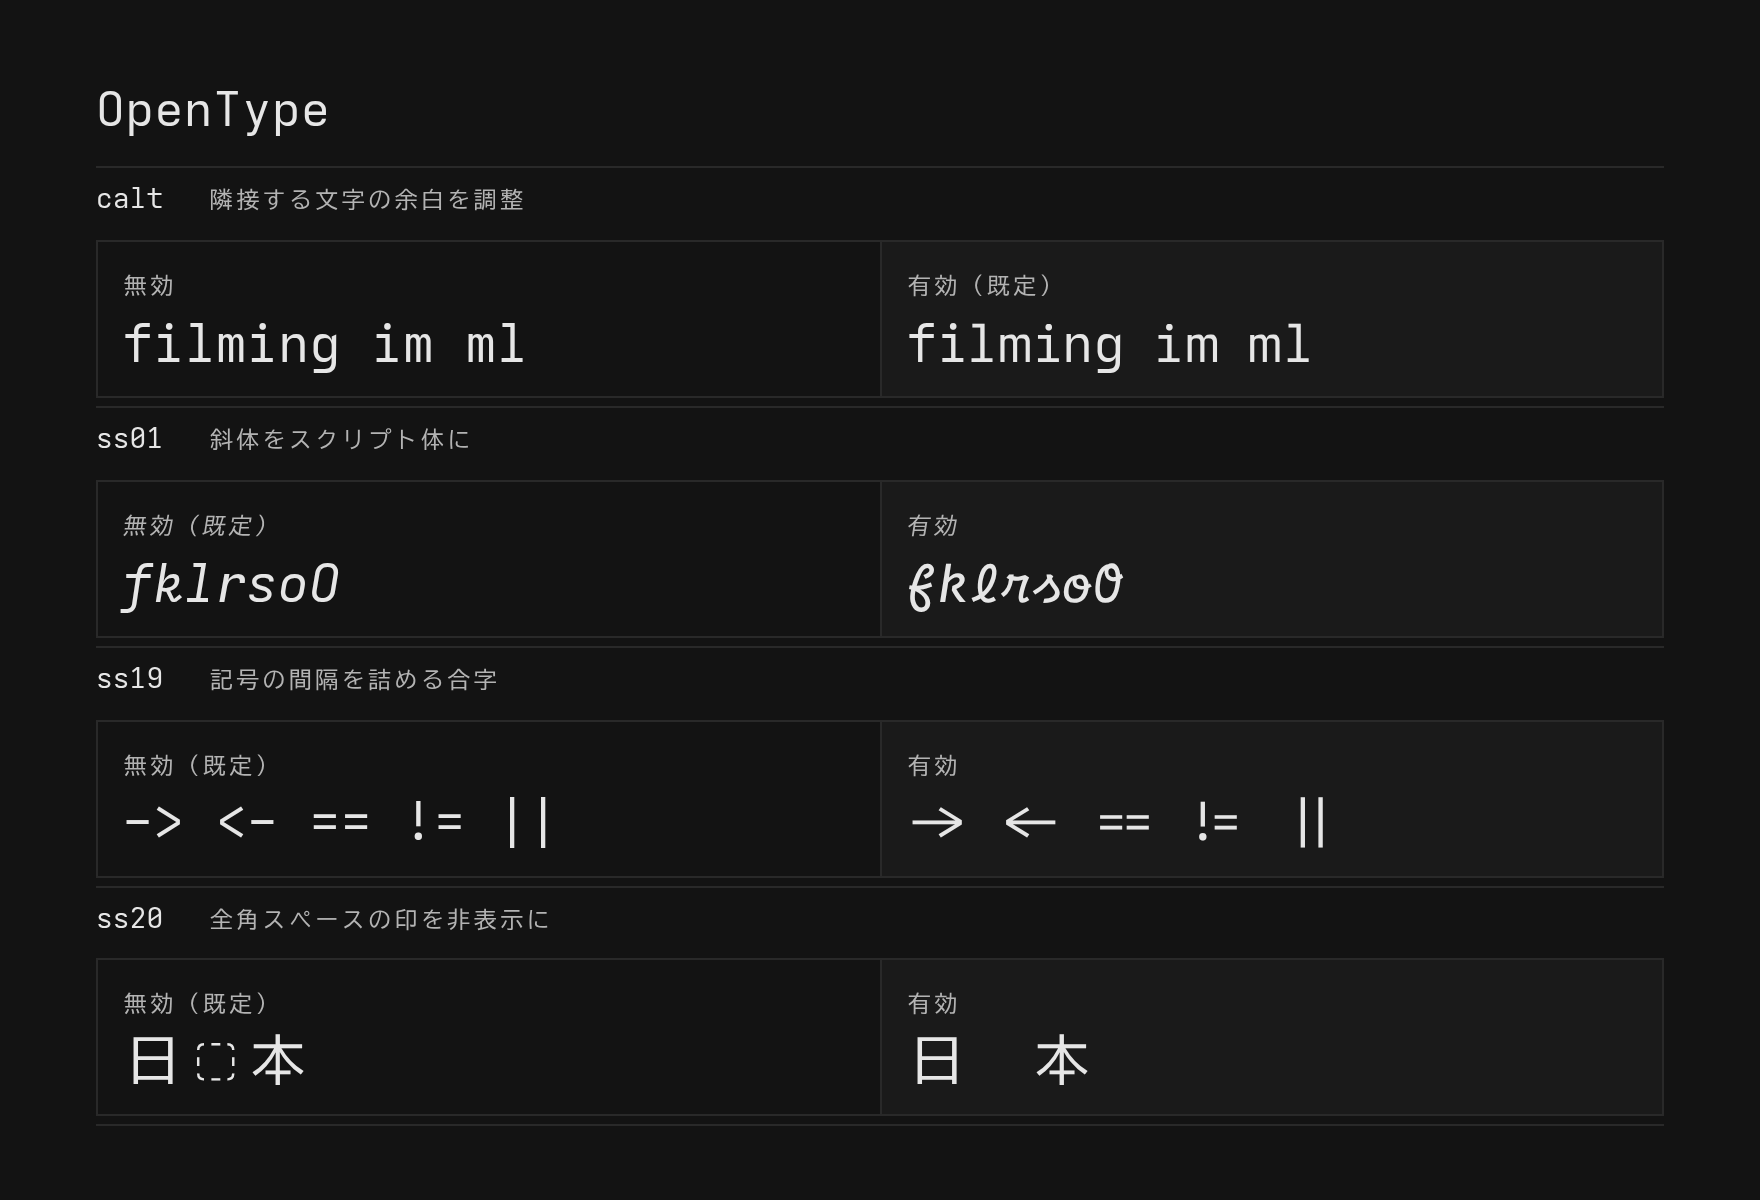 OpenType
calt 隣接する文字の余白を調整
無効
filming im ml
有効（既定）
filming im ml
ss01 斜体をスクリプト体に
無効（既定）
fklrsoO
有効
fklrsoO
ss19 記号の間隔を詰める合字
無効（既定）
-> <- == != ||
有効
-> <- == != ||
ss20 全角スペースの印を非表示に
無効（既定）
日　本
有効
日　本